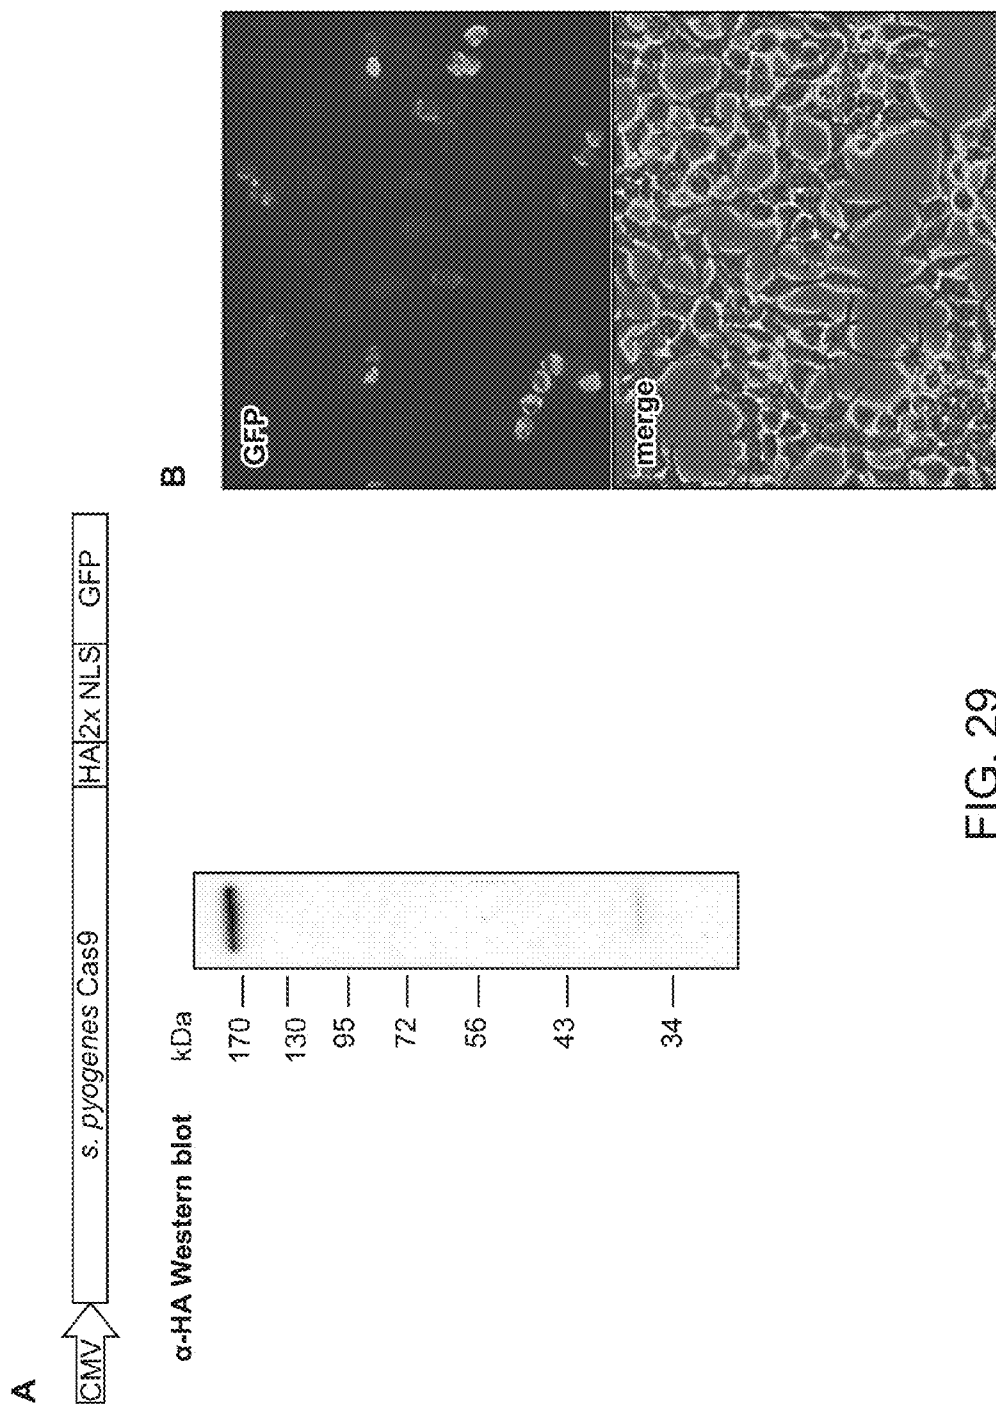 A
CMV s. pyogenes Cas9 HA 2x NLS GFP
α-HA Western blot kDa
170
130
95
72
56
43
34
B
GFP
merge
FIG. 29